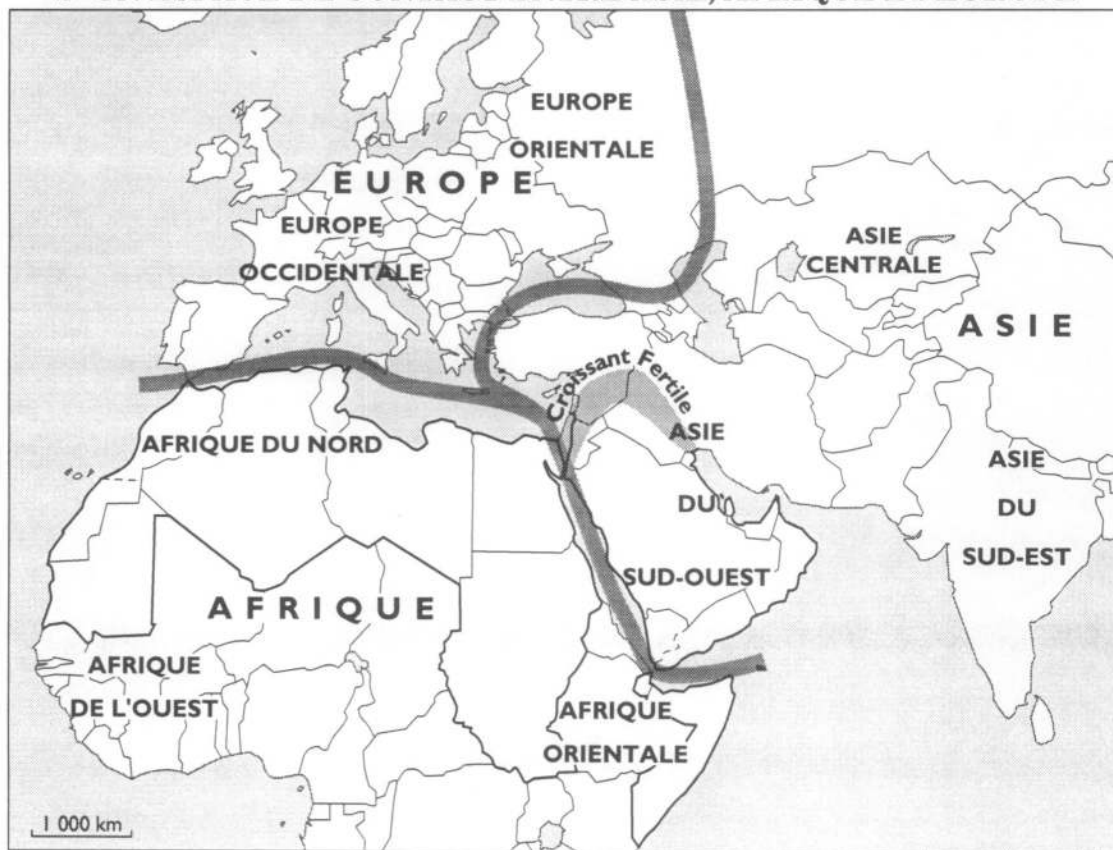 EUROPE
ORIENTALE
EUROPE
EUROPE
OCCIDENTALE
ASIE
CENTRALE
ASIE
Croissant Fertile
AFRIQUE DU NORD
ASIE
DU
SUD-OUEST
ASIE
DU
SUD-EST
AFRIQUE
AFRIQUE
DE L'OUEST
AFRIQUE
ORIENTALE
1 000 km